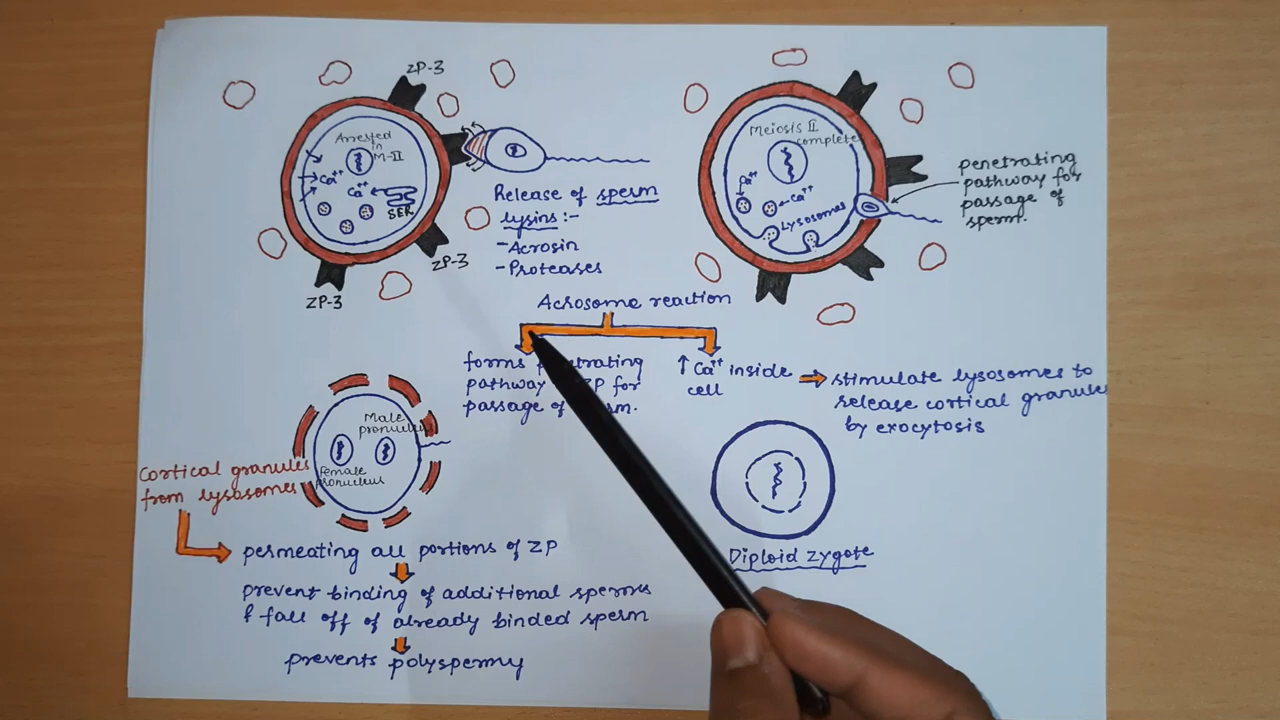 ZP-3
Arrested
in
M-II
Ca++
Ca++
SER
ZP-3
ZP-3
Release of sperm
lysins :-
- Acrosin
- Proteases
Meiosis II
complete
Ca++
Ca++
Lysosomes
penetrating
pathway for
passage of
sperm.
Acrosome reaction
forms
pathway ZP for
passage of
↑ Ca++ inside
cell
stimulate lysosomes to
release cortical granules
by exocytosis
Male
pronucleus
Female
pronucleus
Cortical granules
from lysosomes
permeating all portions of ZP
prevent binding of additional sperms
& fall off of already binded sperm
prevents polyspermy
Diploid zygote